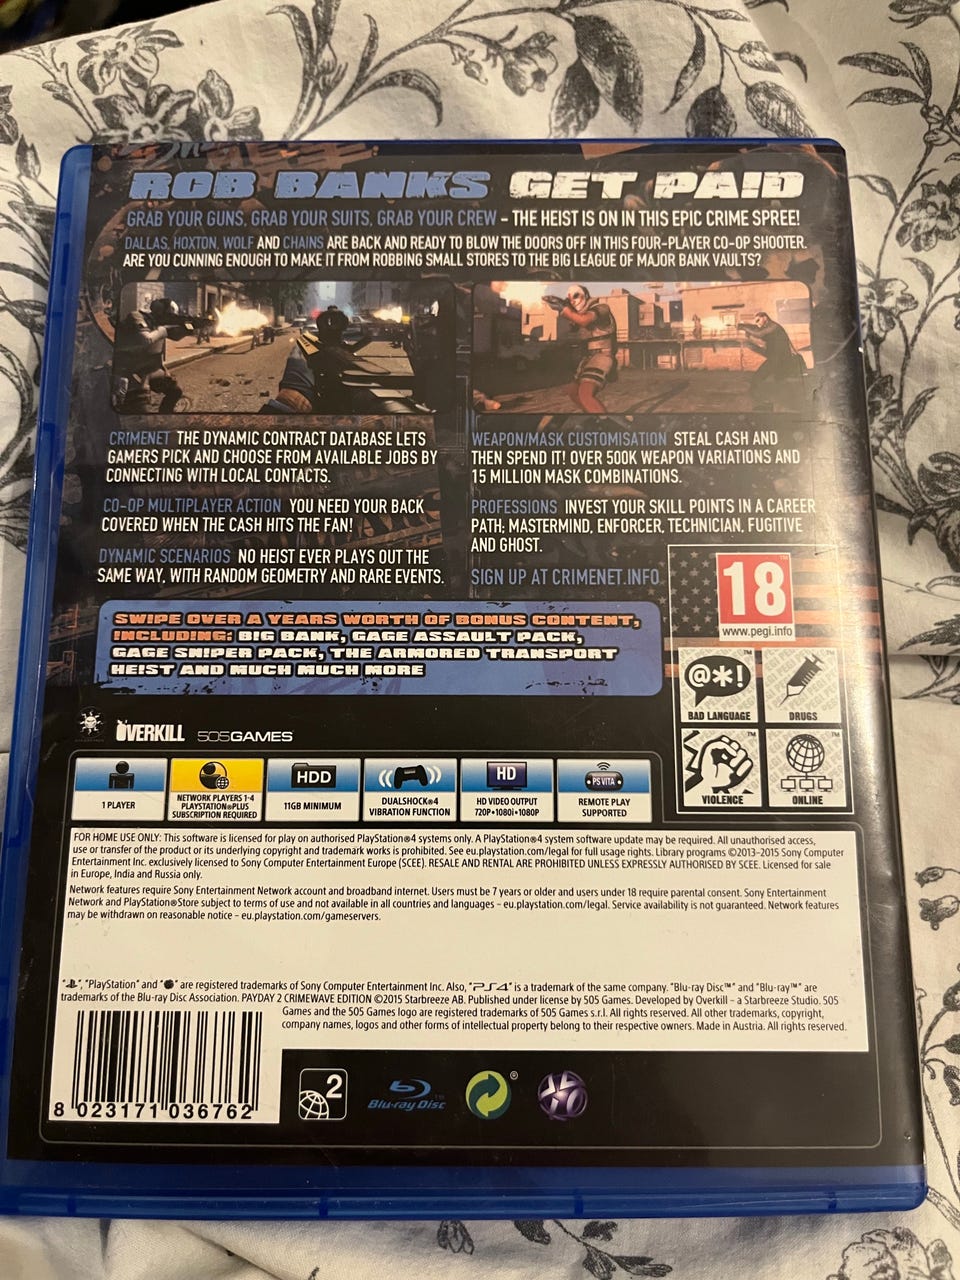 ROB BANKS GET PAID
GRAB YOUR GUNS, GRAB YOUR SUITS, GRAB YOUR CREW – THE HEIST IS ON IN THIS EPIC CRIME SPREE!
DALLAS, HOXTON, WOLF AND CHAINS ARE BACK AND READY TO BLOW THE DOORS OFF IN THIS FOUR-PLAYER CO-OP SHOOTER.
ARE YOU CUNNING ENOUGH TO MAKE IT FROM ROBBING SMALL STORES TO THE BIG LEAGUE OF MAJOR BANK VAULTS?
CRIMENET THE DYNAMIC CONTRACT DATABASE LETS
GAMERS PICK AND CHOOSE FROM AVAILABLE JOBS BY
CONNECTING WITH LOCAL CONTACTS.
CO-OP MULTIPLAYER ACTION YOU NEED YOUR BACK
COVERED WHEN THE CASH HITS THE FAN!
DYNAMIC SCENARIOS NO HEIST EVER PLAYS OUT THE
SAME WAY, WITH RANDOM GEOMETRY AND RARE EVENTS.
WEAPON/MASK CUSTOMISATION STEAL CASH AND
THEN SPEND IT! OVER 500K WEAPON VARIATIONS AND
15 MILLION MASK COMBINATIONS.
PROFESSIONS INVEST YOUR SKILL POINTS IN A CAREER
PATH: MASTERMIND, ENFORCER, TECHNICIAN, FUGITIVE
AND GHOST.
SIGN UP AT CRIMENET.INFO
SWIPE OVER A YEARS WORTH OF BONUS CONTENT,
INCLUDING: BIG BANK, GAGE ASSAULT PACK,
GAGE SNIPER PACK, THE ARMORED TRANSPORT
HEIST AND MUCH MUCH MORE
18
www.pegi.info
@*!
BAD LANGUAGE
DRUGS
VIOLENCE
ONLINE
OVERKILL 505GAMES
1 PLAYER
NETWORK PLAYERS 1-4
PLAYSTATION®PLUS
SUBSCRIPTION REQUIRED
HDD
11GB MINIMUM
DUALSHOCK®4
VIBRATION FUNCTION
HD
HD VIDEO OUTPUT
720P•1080i•1080P
PS VITA
REMOTE PLAY
SUPPORTED
FOR HOME USE ONLY: This software is licensed for play on authorised PlayStation®4 systems only. A PlayStation®4 system software update may be required. All unauthorised access,
use or transfer of the product or its underlying copyright and trademark works is prohibited. See eu.playstation.com/legal for full usage rights. Library programs ©2013-2015 Sony Computer
Entertainment Inc. exclusively licensed to Sony Computer Entertainment Europe (SCEE). RESALE AND RENTAL ARE PROHIBITED UNLESS EXPRESSLY AUTHORISED BY SCEE. Licensed for sale
in Europe, India and Russia only.
Network features require Sony Entertainment Network account and broadband internet. Users must be 7 years or older and users under 18 require parental consent. Sony Entertainment
Network and PlayStation®Store subject to terms of use and not available in all countries and languages – eu.playstation.com/legal. Service availability is not guaranteed. Network features
may be withdrawn on reasonable notice – eu.playstation.com/gameservers.
"PlayStation" and are registered trademarks of Sony Computer Entertainment Inc. Also, "PS4" is a trademark of the same company. "Blu-ray Disc™" and "Blu-ray™" are
trademarks of the Blu-ray Disc Association. PAYDAY 2 CRIMEWAVE EDITION ©2015 Starbreeze AB. Published under license by 505 Games. Developed by Overkill – a Starbreeze Studio. 505
Games and the 505 Games logo are registered trademarks of 505 Games s.r.l. All rights reserved. All other trademarks, copyright,
company names, logos and other forms of intellectual property belong to their respective owners. Made in Austria. All rights reserved.
8 023171 036762
2
Blu-ray Disc